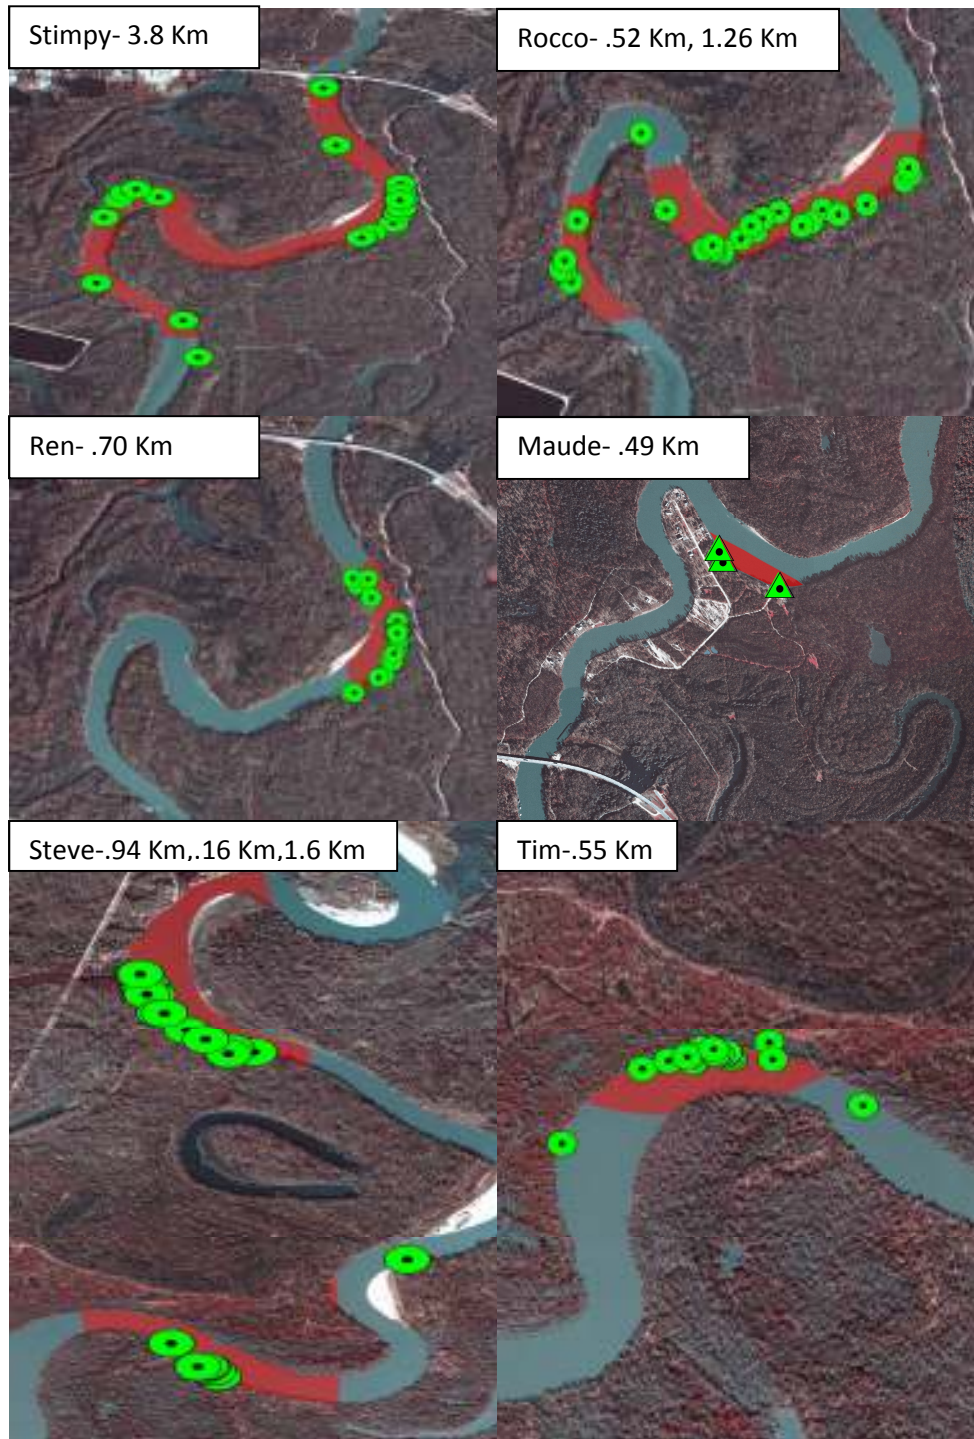 Stimpy- 3.8 Km
Rocco- .52 Km, 1.26 Km
Ren- .70 Km
Maude- .49 Km
Steve-.94 Km,.16 Km,1.6 Km
Tim-.55 Km